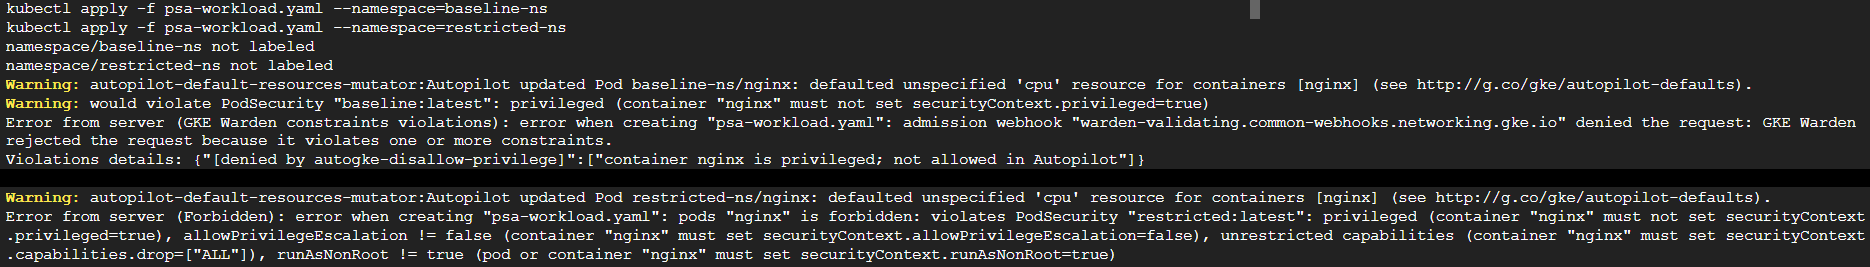 kubectl apply -f psa-workload.yaml --namespace=baseline-ns
kubectl apply -f psa-workload.yaml --namespace=restricted-ns
namespace/baseline-ns not labeled
namespace/restricted-ns not labeled
Warning: autopilot-default-resources-mutator:Autopilot updated Pod baseline-ns/nginx: defaulted unspecified 'cpu' resource for containers [nginx] (see http://g.co/gke/autopilot-defaults).
Warning: would violate PodSecurity "baseline:latest": privileged (container "nginx" must not set securityContext.privileged=true)
Error from server (GKE Warden constraints violations): error when creating "psa-workload.yaml": admission webhook "warden-validating.common-webhooks.networking.gke.io" denied the request: GKE Warden
rejected the request because it violates one or more constraints.
Violations details: {"[denied by autogke-disallow-privilege]":["container nginx is privileged; not allowed in Autopilot"]}
Warning: autopilot-default-resources-mutator:Autopilot updated Pod restricted-ns/nginx: defaulted unspecified 'cpu' resource for containers [nginx] (see http://g.co/gke/autopilot-defaults).
Error from server (Forbidden): error when creating "psa-workload.yaml": pods "nginx" is forbidden: violates PodSecurity "restricted:latest": privileged (container "nginx" must not set securityContext
.privileged=true), allowPrivilegeEscalation != false (container "nginx" must set securityContext.allowPrivilegeEscalation=false), unrestricted capabilities (container "nginx" must set securityContext
.capabilities.drop=["ALL"]), runAsNonRoot != true (pod or container "nginx" must set securityContext.runAsNonRoot=true)